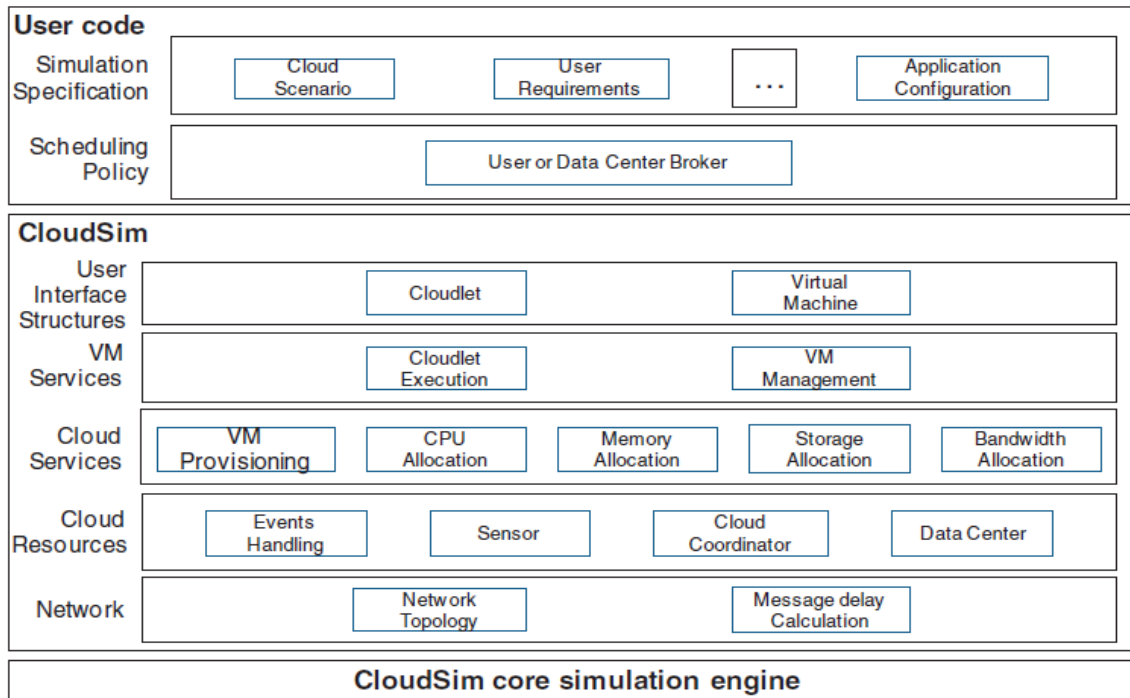 User code
Simulation
Specification
Cloud
Scenario
User
Requirements
...
Application
Configuration
Scheduling
Policy
User or Data Center Broker
CloudSim
User
Interface
Structures
Cloudlet
Virtual
Machine
VM
Services
Cloudlet
Execution
VM
Management
Cloud
Services
VM
Provisioning
CPU
Allocation
Memory
Allocation
Storage
Allocation
Bandwidth
Allocation
Cloud
Resources
Events
Handling
Sensor
Cloud
Coordinator
Data Center
Network
Network
Topology
Message delay
Calculation
CloudSim core simulation engine